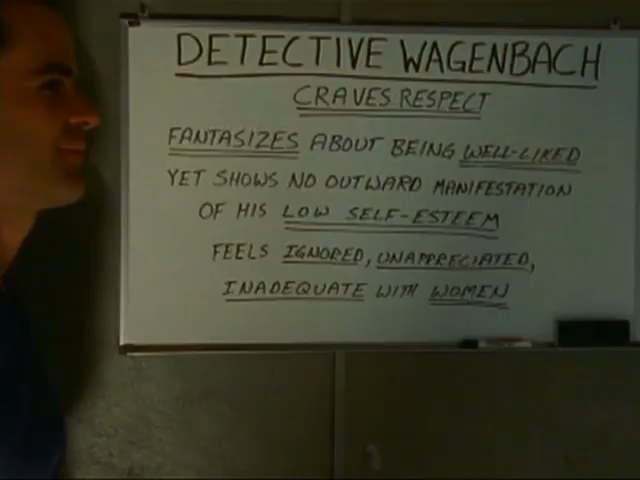 DETECTIVE WAGENBACH
CRAVES RESPECT
FANTASIZES ABOUT BEING WELL-LIKED
YET SHOWS NO OUTWARD MANIFESTATION
OF HIS LOW SELF-ESTEEM
FEELS IGNORED, UNAPPRECIATED,
INADEQUATE WITH WOMEN